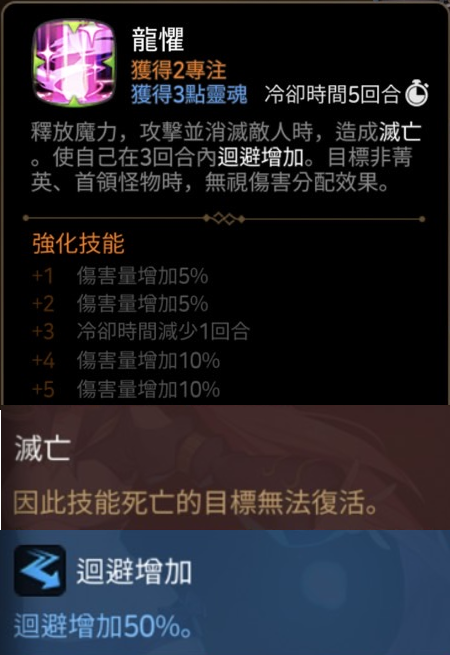 龍懼
獲得2專注
獲得3點靈魂 冷卻時間5回合
釋放魔力，攻擊並消滅敵人時，造成滅亡
。使自己在3回合內迴避增加。目標非菁
英、首領怪物時，無視傷害分配效果。
強化技能
+1 傷害量增加5%
+2 傷害量增加5%
+3 冷卻時間減少1回合
+4 傷害量增加10%
+5 傷害量增加10%
滅亡
因此技能死亡的目標無法復活。
迴避增加
迴避增加50%。